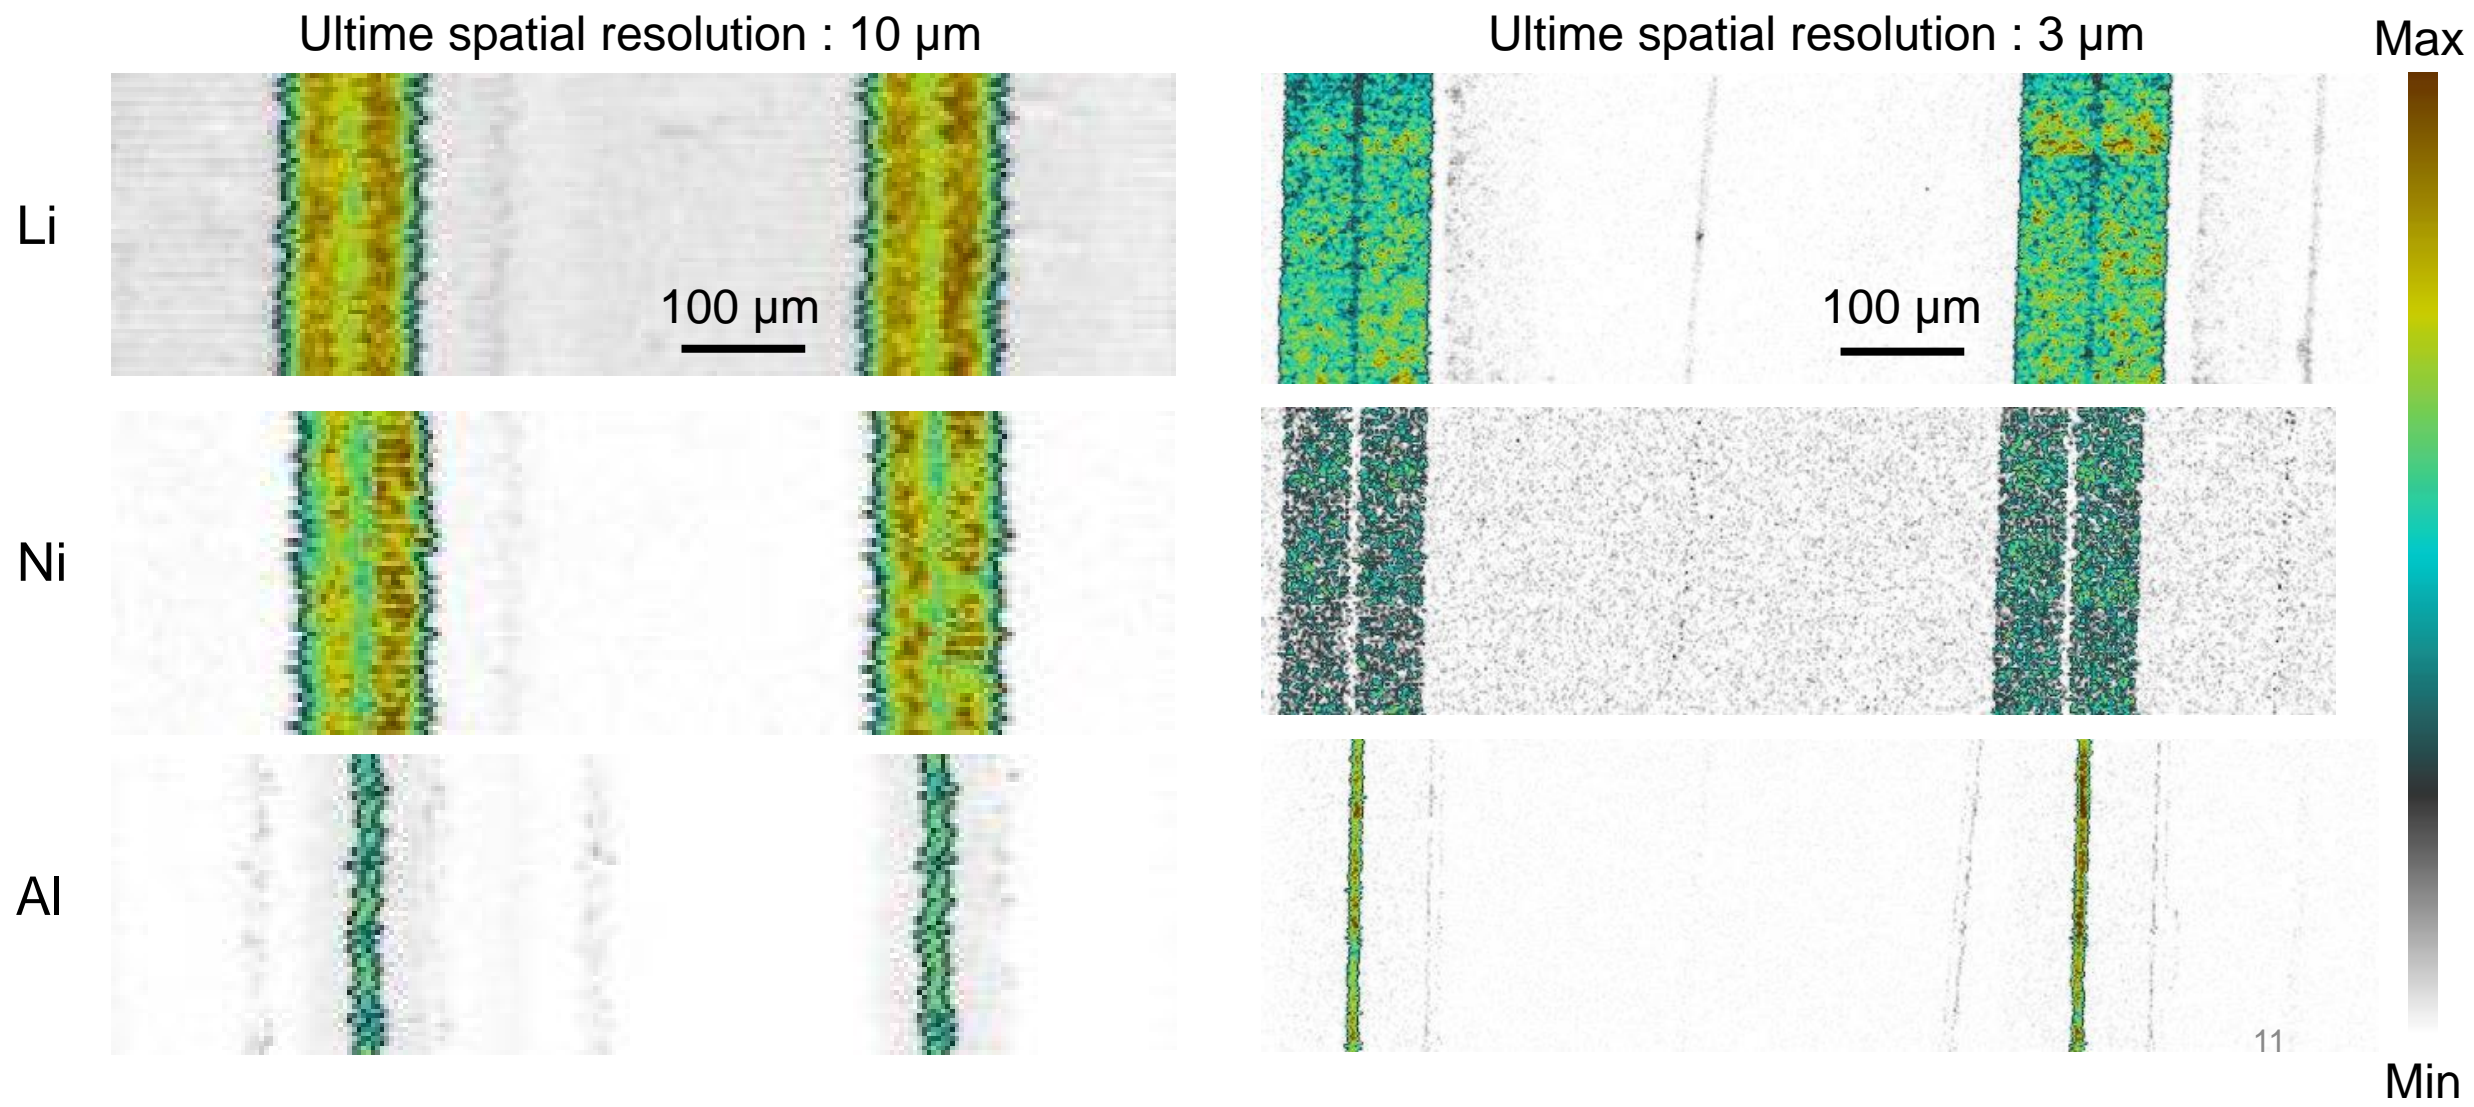 Ultime spatial resolution : 10 µm
Ultime spatial resolution : 3 µm
Max
Li
100 µm
100 µm
Ni
Al
11
Min